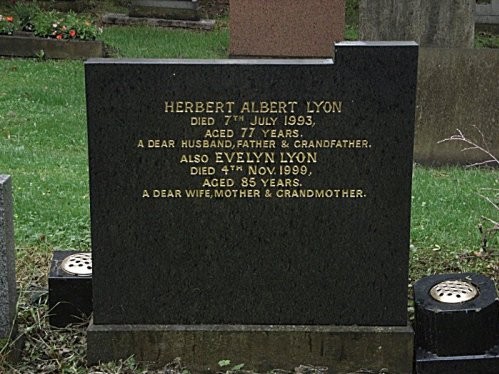 HERBERT ALBERT LYON
DIED 7TH JULY 1993,
AGED 77 YEARS.
A DEAR HUSBAND, FATHER & GRANDFATHER.
ALSO EVELYN LYON
DIED 4TH NOV. 1999,
AGED 85 YEARS.
A DEAR WIFE, MOTHER & GRANDMOTHER.